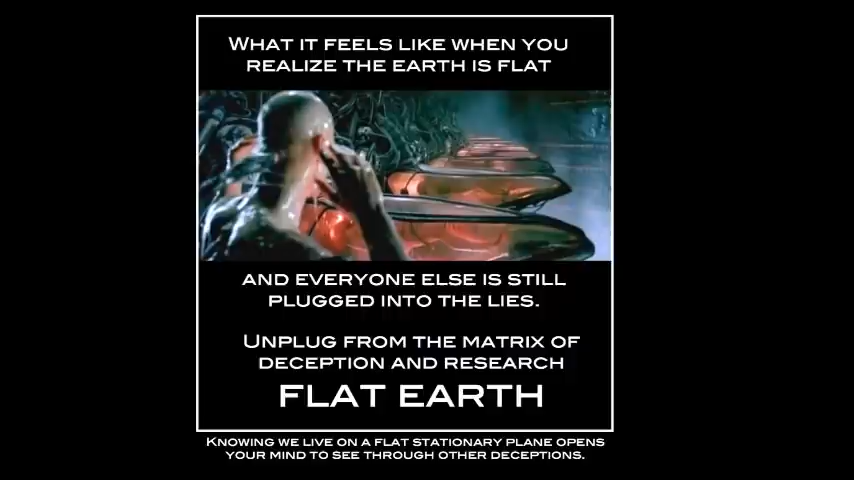 What it feels like when you
realize the earth is flat
and everyone else is still
plugged into the lies.
Unplug from the matrix of
deception and research
FLAT EARTH
Knowing we live on a flat stationary plane opens
your mind to see through other deceptions.